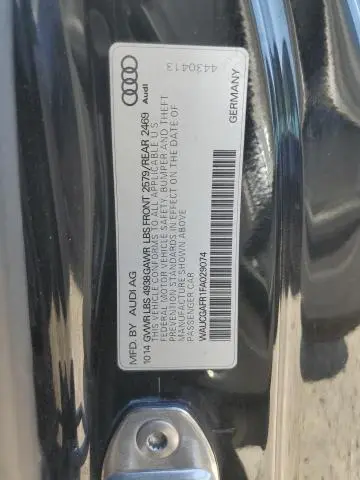 MFD. BY AUDI AG
10 14 GVWR LBS 4938 GAWR LBS FRONT 2579/REAR 2469
THIS VEHICLE CONFORMS TO ALL APPLICABLE U.S.
FEDERAL MOTOR VEHICLE SAFETY, BUMPER AND THEFT
PREVENTION STANDARDS IN EFFECT ON THE DATE OF
MANUFACTURE SHOWN ABOVE
PASSENGER CAR
WAUCGAFR1FA029074
GERMANY
Audi
4430413